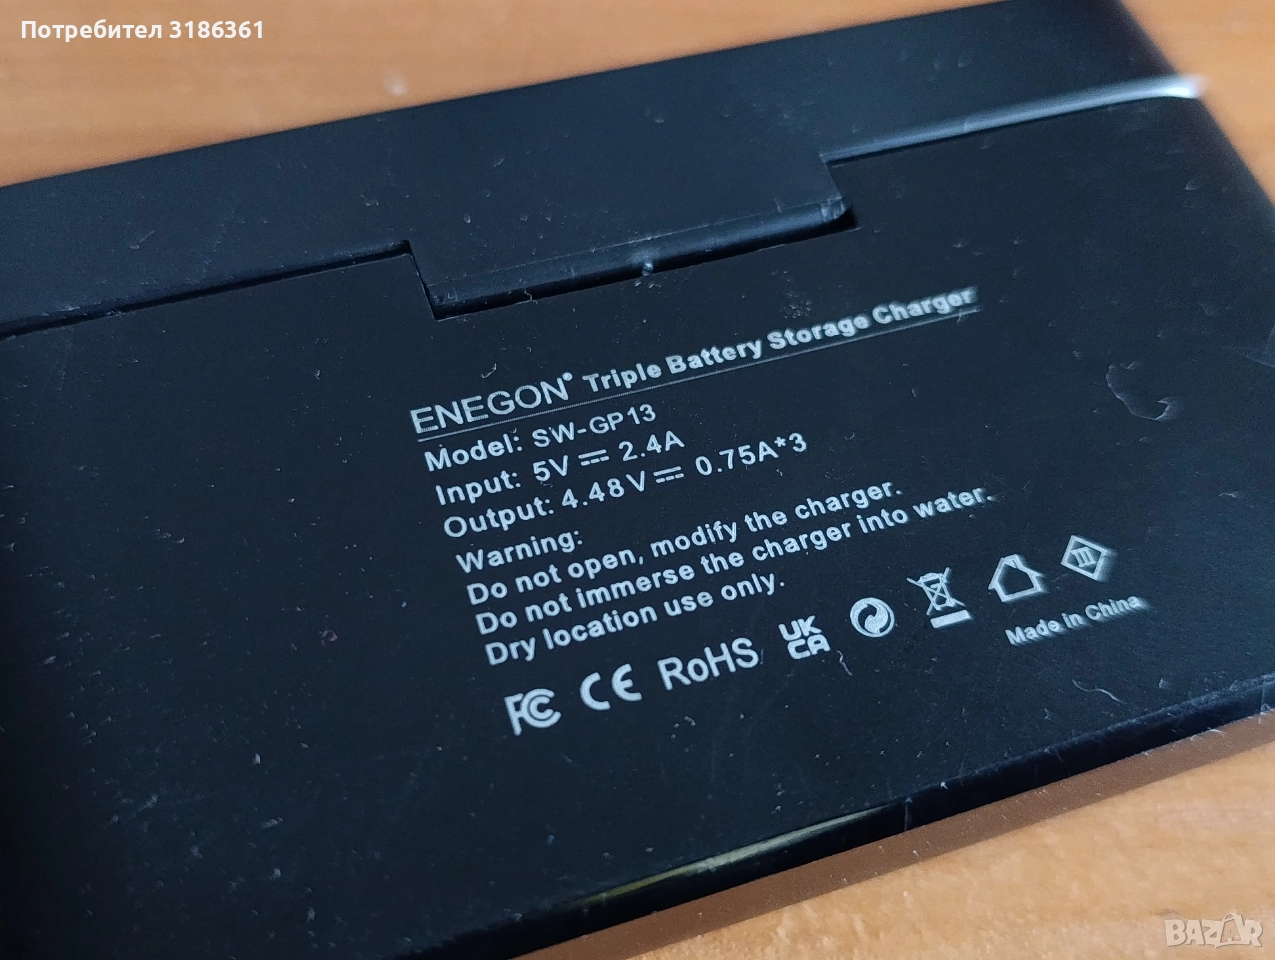 Потребител 3186361
ENEGON® Triple Battery Storage Charger
Model: SW-GP13
Input: 5V ⎓ 2.4A
Output: 4.48V ⎓ 0.75A*3
Warning:
Do not open, modify the charger.
Do not immerse the charger into water.
Dry location use only.
FC CE RoHS UK CA
III
Made in China
BAZAR